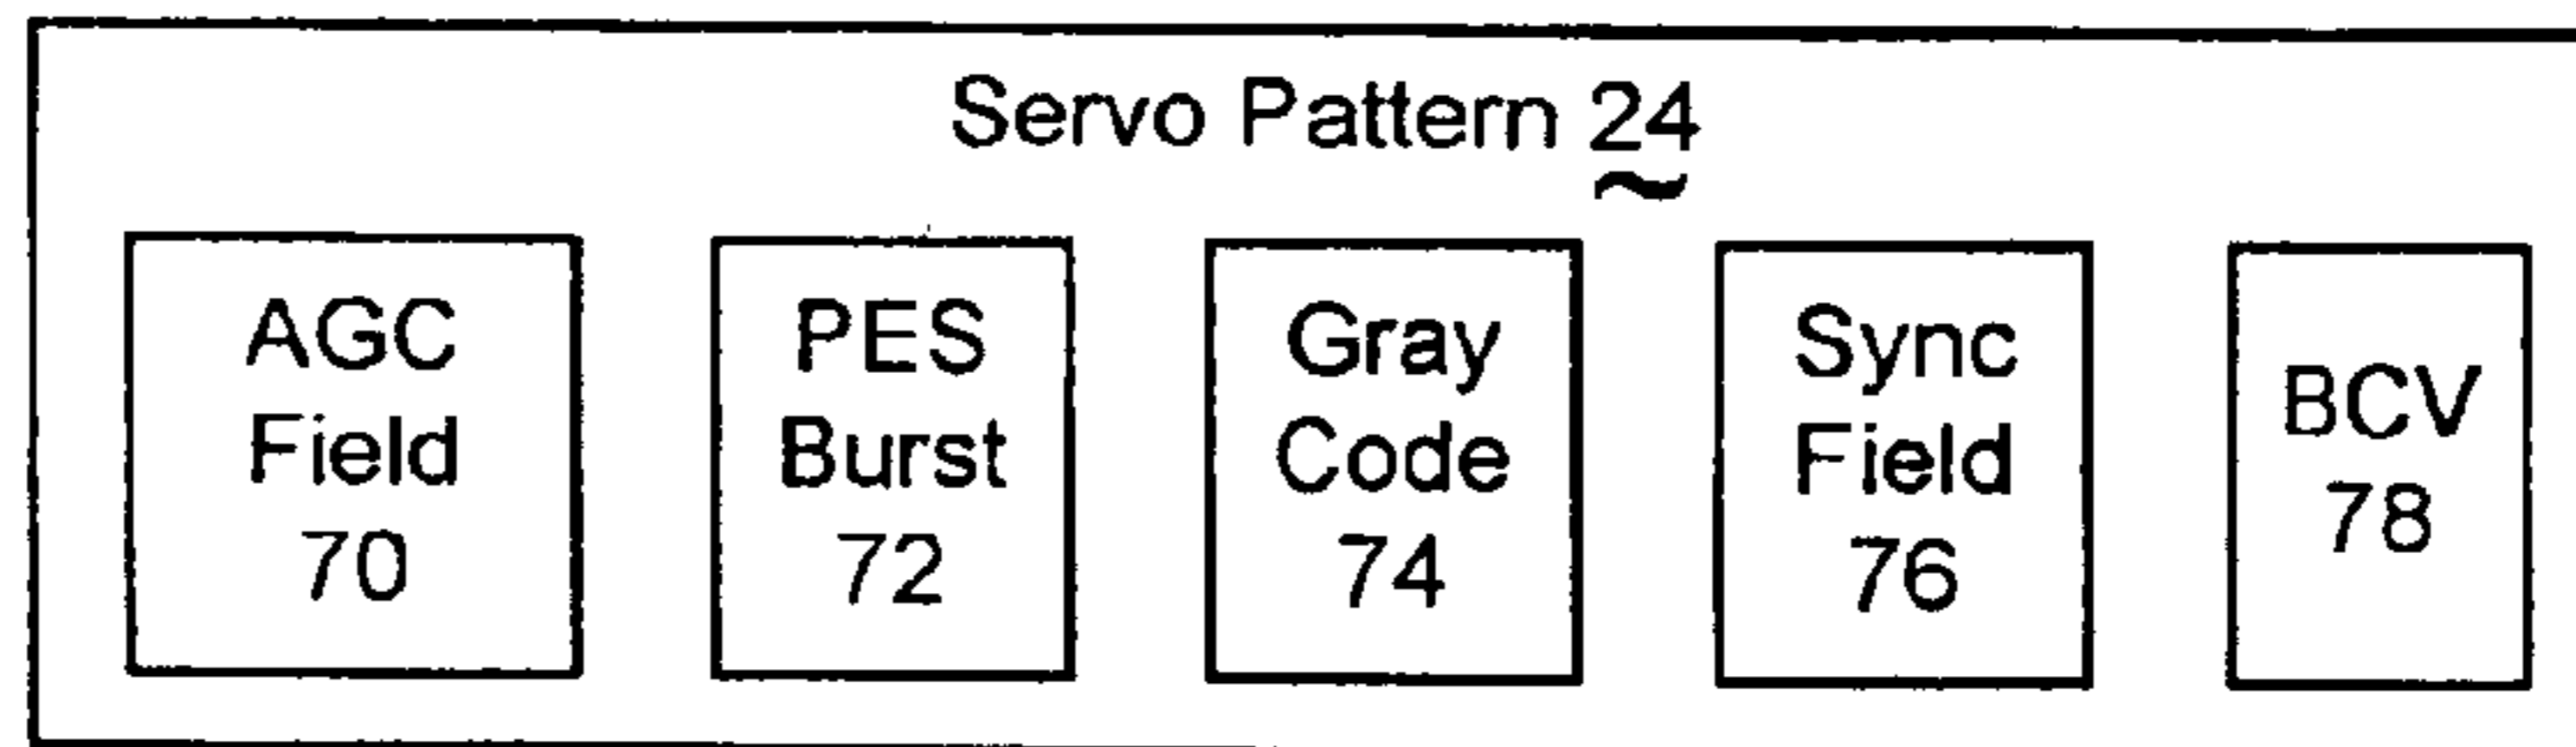 Servo Pattern 24
AGC
Field
70
PES
Burst
72
Gray
Code
74
Sync
Field
76
BCV
78